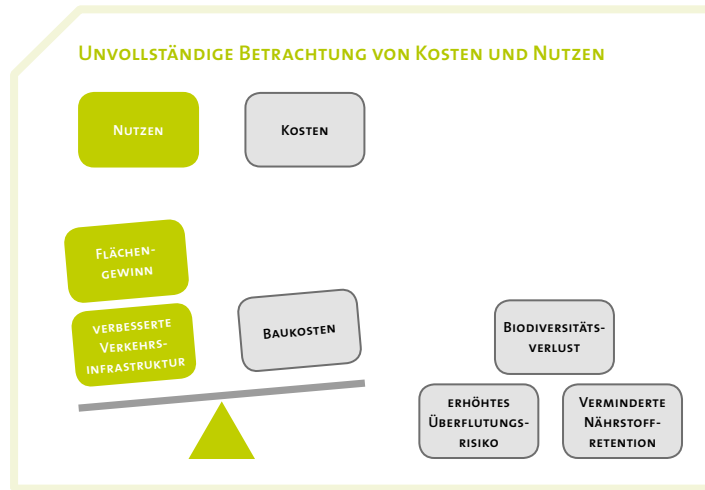 Unvollständige Betrachtung von Kosten und Nutzen
Nutzen
Kosten
Flächen-
gewinn
verbesserte
Verkehrs-
infrastruktur
Baukosten
Biodiversitäts-
verlust
erhöhtes
Überflutungs-
risiko
Verminderte
Nährstoff-
retention